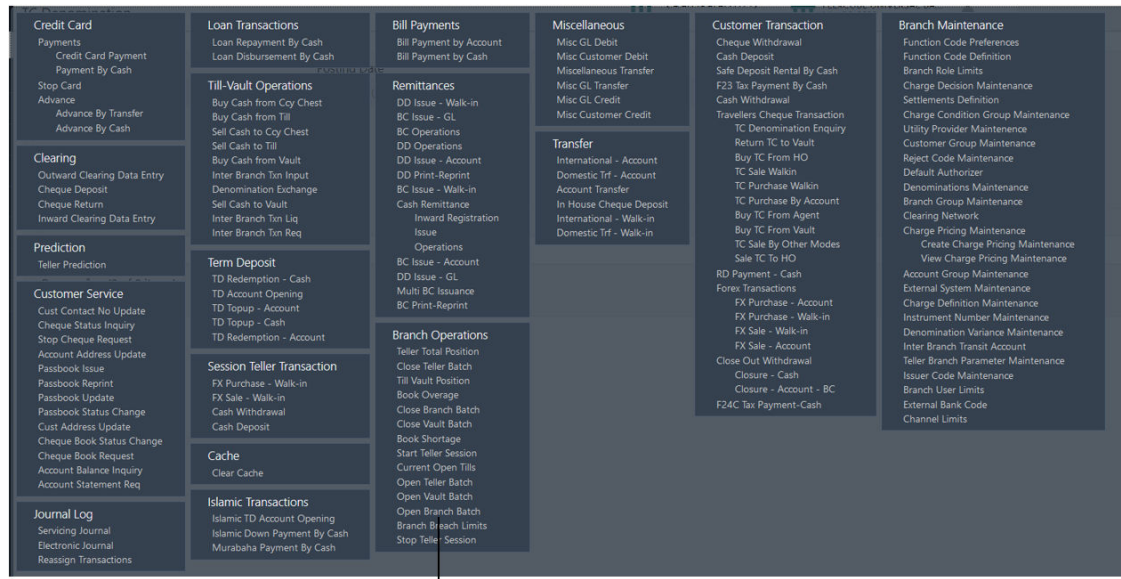 TC Denomination
Credit Card
Payments
Credit Card Payment
Payment By Cash
Stop Card
Advance
Advance By Transfer
Advance By Cash
Clearing
Outward Clearing Data Entry
Cheque Deposit
Cheque Return
Inward Clearing Data Entry
Prediction
Teller Prediction
Customer Service
Cust Contact No Update
Cheque Status Inquiry
Stop Cheque Request
Account Address Update
Passbook Issue
Passbook Reprint
Passbook Update
Passbook Status Change
Cust Address Update
Cheque Book Status Change
Cheque Book Request
Account Balance Inquiry
Account Statement Req
Journal Log
Servicing Journal
Electronic Journal
Reassign Transactions
Loan Transactions
Loan Repayment By Cash
Loan Disbursement By Cash
Till-Vault Operations
Buy Cash from Ccy Chest
Buy Cash from Till
Sell Cash to Ccy Chest
Sell Cash to Till
Buy Cash from Vault
Inter Branch Txn Input
Denomination Exchange
Sell Cash to Vault
Inter Branch Txn Liq
Inter Branch Txn Req
Term Deposit
TD Redemption - Cash
TD Account Opening
TD Topup - Account
TD Topup - Cash
TD Redemption - Account
Session Teller Transaction
FX Purchase - Walk-in
FX Sale - Walk-in
Cash Withdrawal
Cash Deposit
Cache
Clear Cache
Islamic Transactions
Islamic TD Account Opening
Islamic Down Payment By Cash
Murabaha Payment By Cash
Bill Payments
Bill Payment by Account
Bill Payment by Cash
Remittances
DD Issue - Walk-in
BC Issue - GL
BC Operations
DD Operations
DD Issue - Account
DD Print-Reprint
BC Issue - Walk-in
Cash Remittance
Inward Registration
Issue
Operations
BC Issue - Account
DD Issue - GL
Multi BC Issuance
BC Print-Reprint
Branch Operations
Teller Total Position
Close Teller Batch
Till Vault Position
Book Overage
Close Branch Batch
Close Vault Batch
Book Shortage
Start Teller Session
Current Open Tills
Open Teller Batch
Open Vault Batch
Open Branch Batch
Branch Breach Limits
Stop Teller Session
Miscellaneous
Misc GL Debit
Misc Customer Debit
Miscellaneous Transfer
Misc GL Transfer
Misc GL Credit
Misc Customer Credit
Transfer
International - Account
Domestic Trf - Account
Account Transfer
In House Cheque Deposit
International - Walk-in
Domestic Trf - Walk-in
Customer Transaction
Cheque Withdrawal
Cash Deposit
Safe Deposit Rental By Cash
F23 Tax Payment By Cash
Cash Withdrawal
Travellers Cheque Transaction
TC Denomination Enquiry
Return TC to Vault
Buy TC From HO
TC Sale Walkin
TC Purchase Walkin
TC Purchase By Account
Buy TC From Agent
Buy TC From Vault
TC Sale By Other Modes
Sale TC To HO
RD Payment - Cash
Forex Transactions
FX Purchase - Account
FX Purchase - Walk-in
FX Sale - Walk-in
FX Sale - Account
Close Out Withdrawal
Closure - Cash
Closure - Account - BC
F24C Tax Payment-Cash
Branch Maintenance
Function Code Preferences
Function Code Definition
Branch Role Limits
Charge Decision Maintenance
Settlements Definition
Charge Condition Group Maintenance
Utility Provider Maintenence
Customer Group Maintenance
Reject Code Maintenance
Default Authorizer
Denominations Maintenance
Branch Group Maintenance
Clearing Network
Charge Pricing Maintenance
Create Charge Pricing Maintenance
View Charge Pricing Maintenance
Account Group Maintenance
External System Maintenance
Charge Definition Maintenance
Instrument Number Maintenance
Denomination Variance Maintenance
Inter Branch Transit Account
Teller Branch Parameter Maintenance
Issuer Code Maintenance
Branch User Limits
External Bank Code
Channel Limits